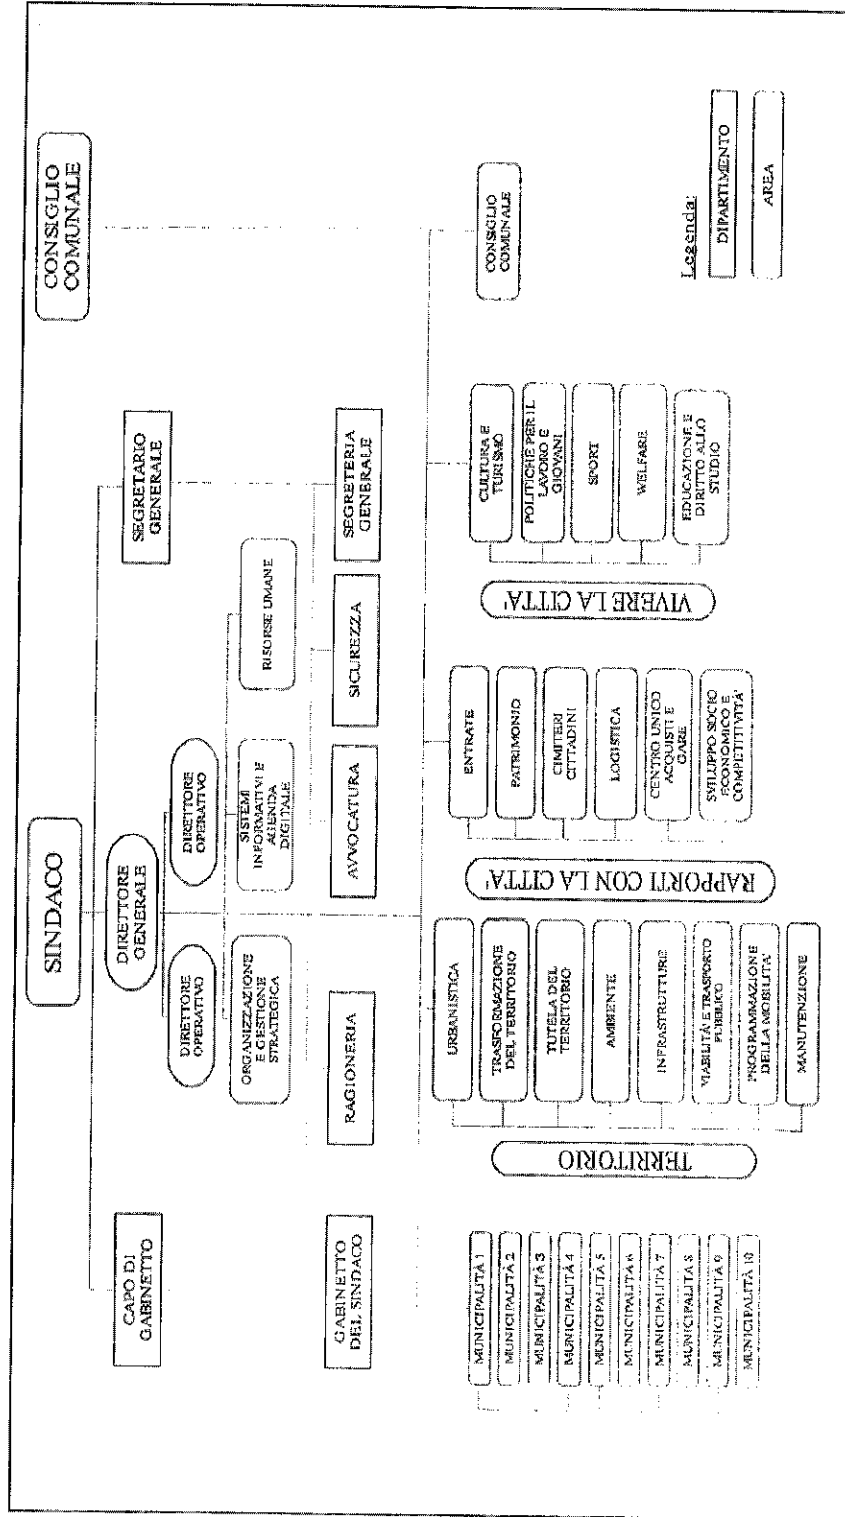 SINDACO
CONSIGLIO
COMUNALE
CAPO DI
GABINETTO
DIRETTORE
GENERALE
SEGRETARIO
GENERALE
DIRETTORE
OPERATIVO
DIRETTORE
OPERATIVO
ORGANIZZAZIONE
E GESTIONE
STRATEGICA
SISTEMI
INFORMATIVI E
AGENDA
DIGITALE
RISORSE UMANE
GABINETTO
DEL SINDACO
RAGIONERIA
AVVOCATURA
SICUREZZA
SEGRETERIA
GENERALE
MUNICIPALITÀ 1
MUNICIPALITÀ 2
MUNICIPALITÀ 3
MUNICIPALITÀ 4
MUNICIPALITÀ 5
MUNICIPALITÀ 6
MUNICIPALITÀ 7
MUNICIPALITÀ 8
MUNICIPALITÀ 9
MUNICIPALITÀ 10
TERRITORIO
URBANISTICA
TRASFORMAZIONE
DEL TERRITORIO
TUTELA DEL
TERRITORIO
AMBIENTE
INFRASTRUTTURE
VIABILITA' E TRASPORTO
PUBBLICO
PROGRAMMAZIONE
DELLA MOBILITA'
MANUTENZIONE
RAPPORTI CON LA CITTA'
ENTRATE
PATRIMONIO
CIMITERI
CITTADINI
LOGISTICA
CENTRO UNICO
ACQUISTI E
GARE
SVILUPPO SOCIO
ECONOMICO E
COMPETITIVITA'
VIVERE LA CITTA'
CULTURA E
TURISMO
POLITICHE PER IL
LAVORO E
GIOVANI
SPORT
WELFARE
EDUCAZIONE E
DIRITTO ALLO
STUDIO
CONSIGLIO
COMUNALE
Legenda:
DIPARTIMENTO
AREA